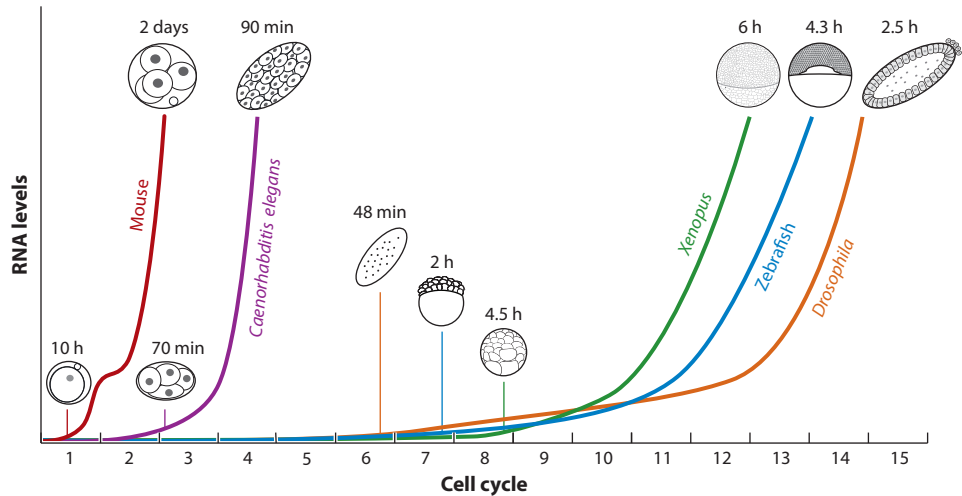 2 days
90 min
6 h
4.3 h
2.5 h
RNA levels
Mouse
Caenorhabditis elegans
48 min
2 h
4.5 h
10 h
70 min
Xenopus
Zebrafish
Drosophila
1 2 3 4 5 6 7 8 9 10 11 12 13 14 15
Cell cycle